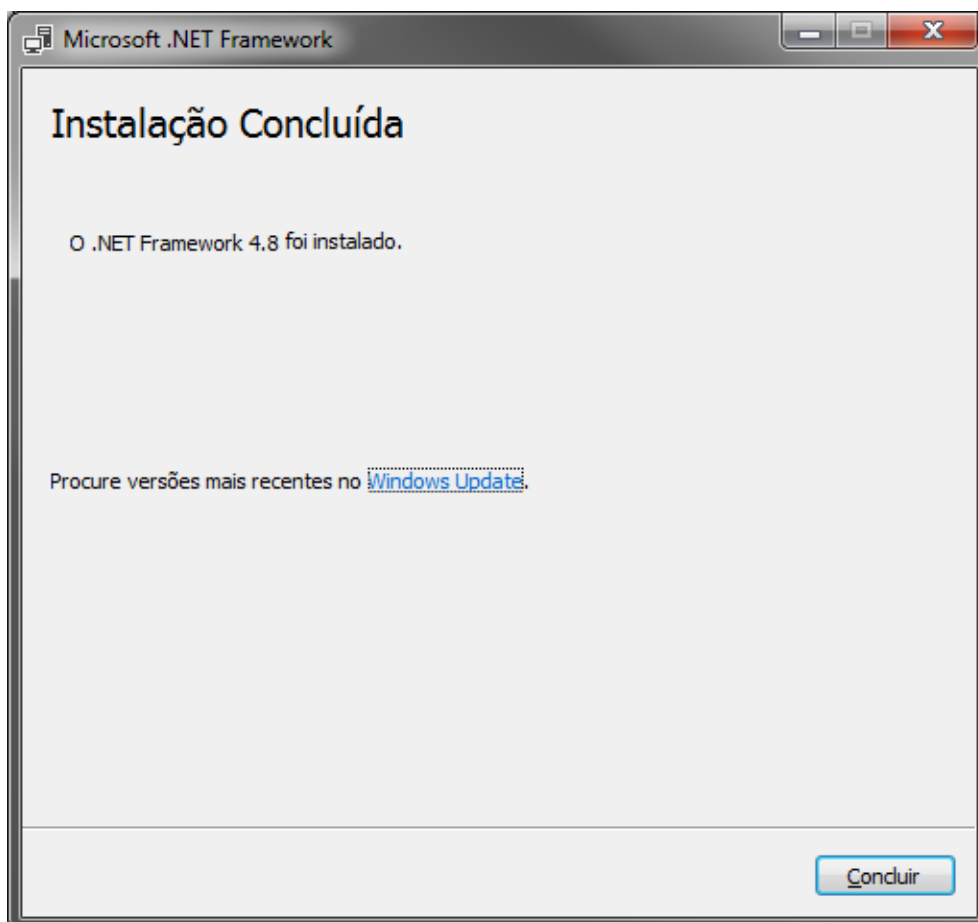 Microsoft .NET Framework
Instalação Concluída
O .NET Framework 4.8 foi instalado.
Procure versões mais recentes no Windows Update.
Concluir